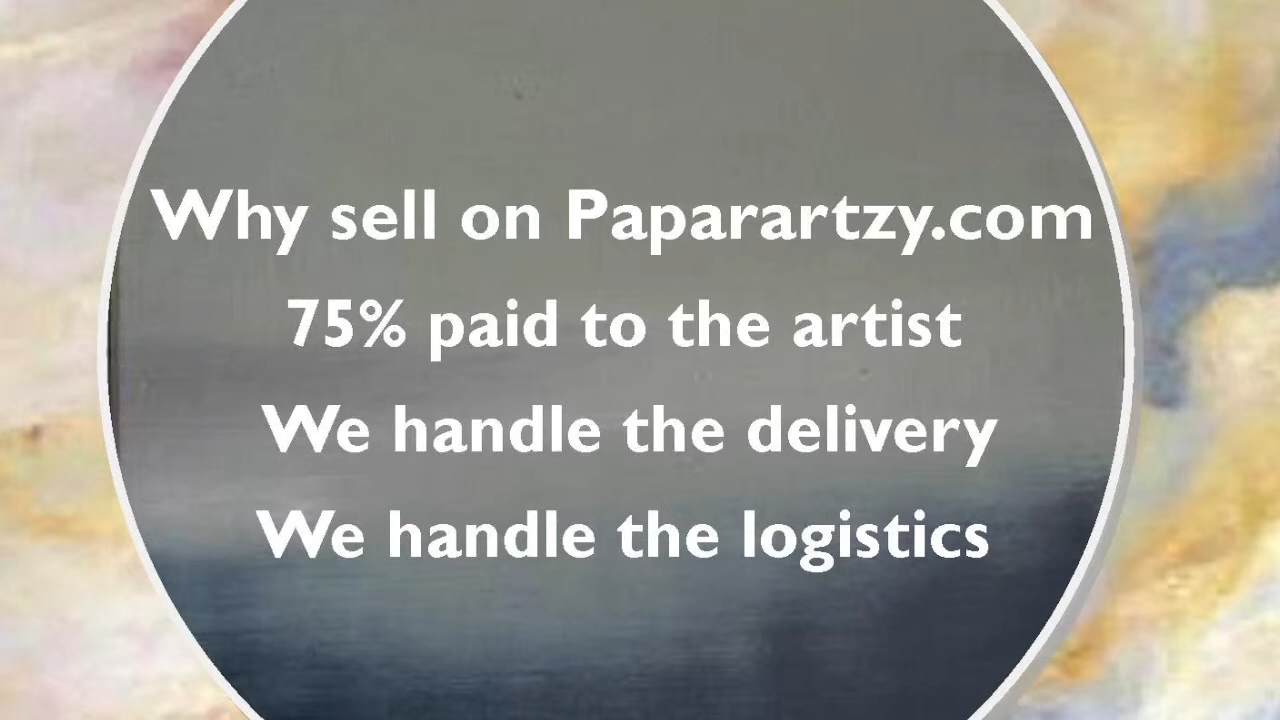 Why sell on Paparartzy.com
75% paid to the artist
We handle the delivery
We handle the logistics